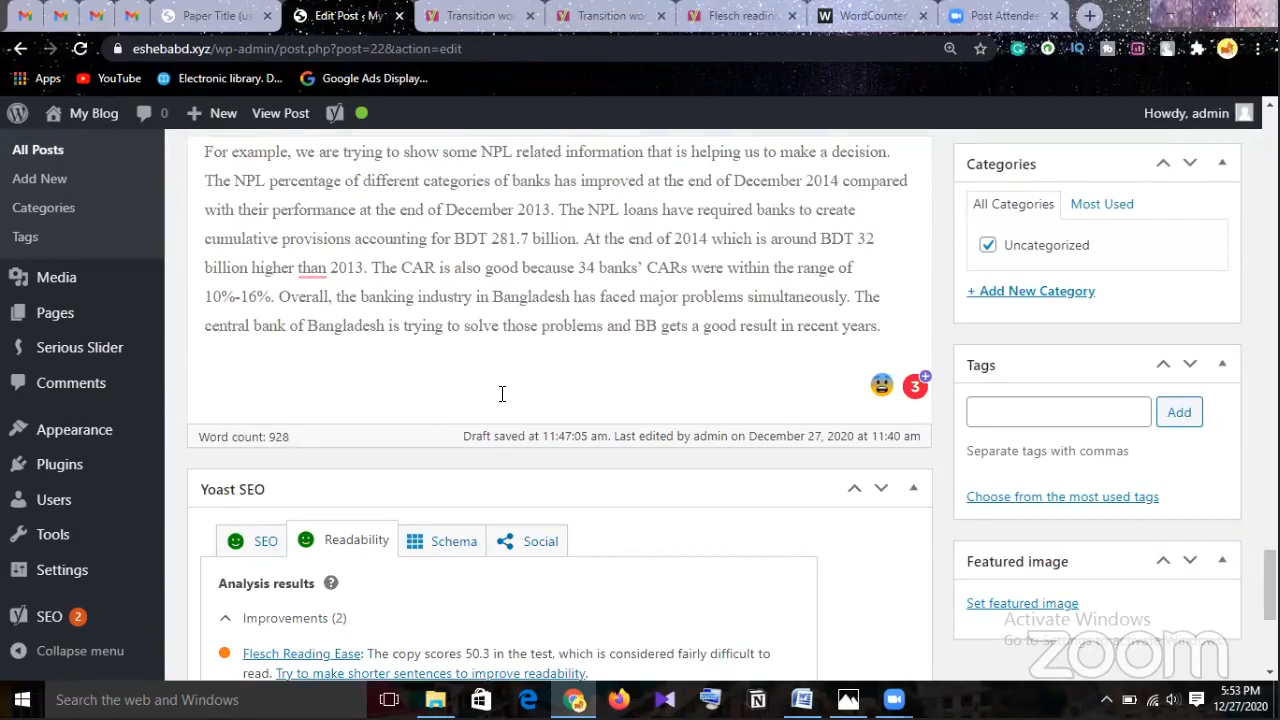 Paper Title (us
Edit Post ‹ My
Transition wo
Transition wor
Flesch readin
WordCounter
Post Attendee
eshebabd.xyz/wp-admin/post.php?post=22&action=edit
Apps
YouTube
Electronic library. D...
Google Ads Display...
My Blog
0
New
View Post
Howdy, admin
All Posts
Add New
Categories
Tags
Media
Pages
Serious Slider
Comments
Appearance
Plugins
Users
Tools
Settings
SEO 2
Collapse menu
For example, we are trying to show some NPL related information that is helping us to make a decision.
The NPL percentage of different categories of banks has improved at the end of December 2014 compared
with their performance at the end of December 2013. The NPL loans have required banks to create
cumulative provisions accounting for BDT 281.7 billion. At the end of 2014 which is around BDT 32
billion higher than 2013. The CAR is also good because 34 banks’ CARs were within the range of
10%-16%. Overall, the banking industry in Bangladesh has faced major problems simultaneously. The
central bank of Bangladesh is trying to solve those problems and BB gets a good result in recent years.
3
Word count: 928
Draft saved at 11:47:05 am. Last edited by admin on December 27, 2020 at 11:40 am
Yoast SEO
SEO
Readability
Schema
Social
Analysis results
Improvements (2)
Flesch Reading Ease: The copy scores 50.3 in the test, which is considered fairly difficult to
read. Try to make shorter sentences to improve readability.
Categories
All Categories
Most Used
Uncategorized
+ Add New Category
Tags
Add
Separate tags with commas
Choose from the most used tags
Featured image
Set featured image
Activate Windows
zoom
Search the web and Windows
5:53 PM
12/27/2020